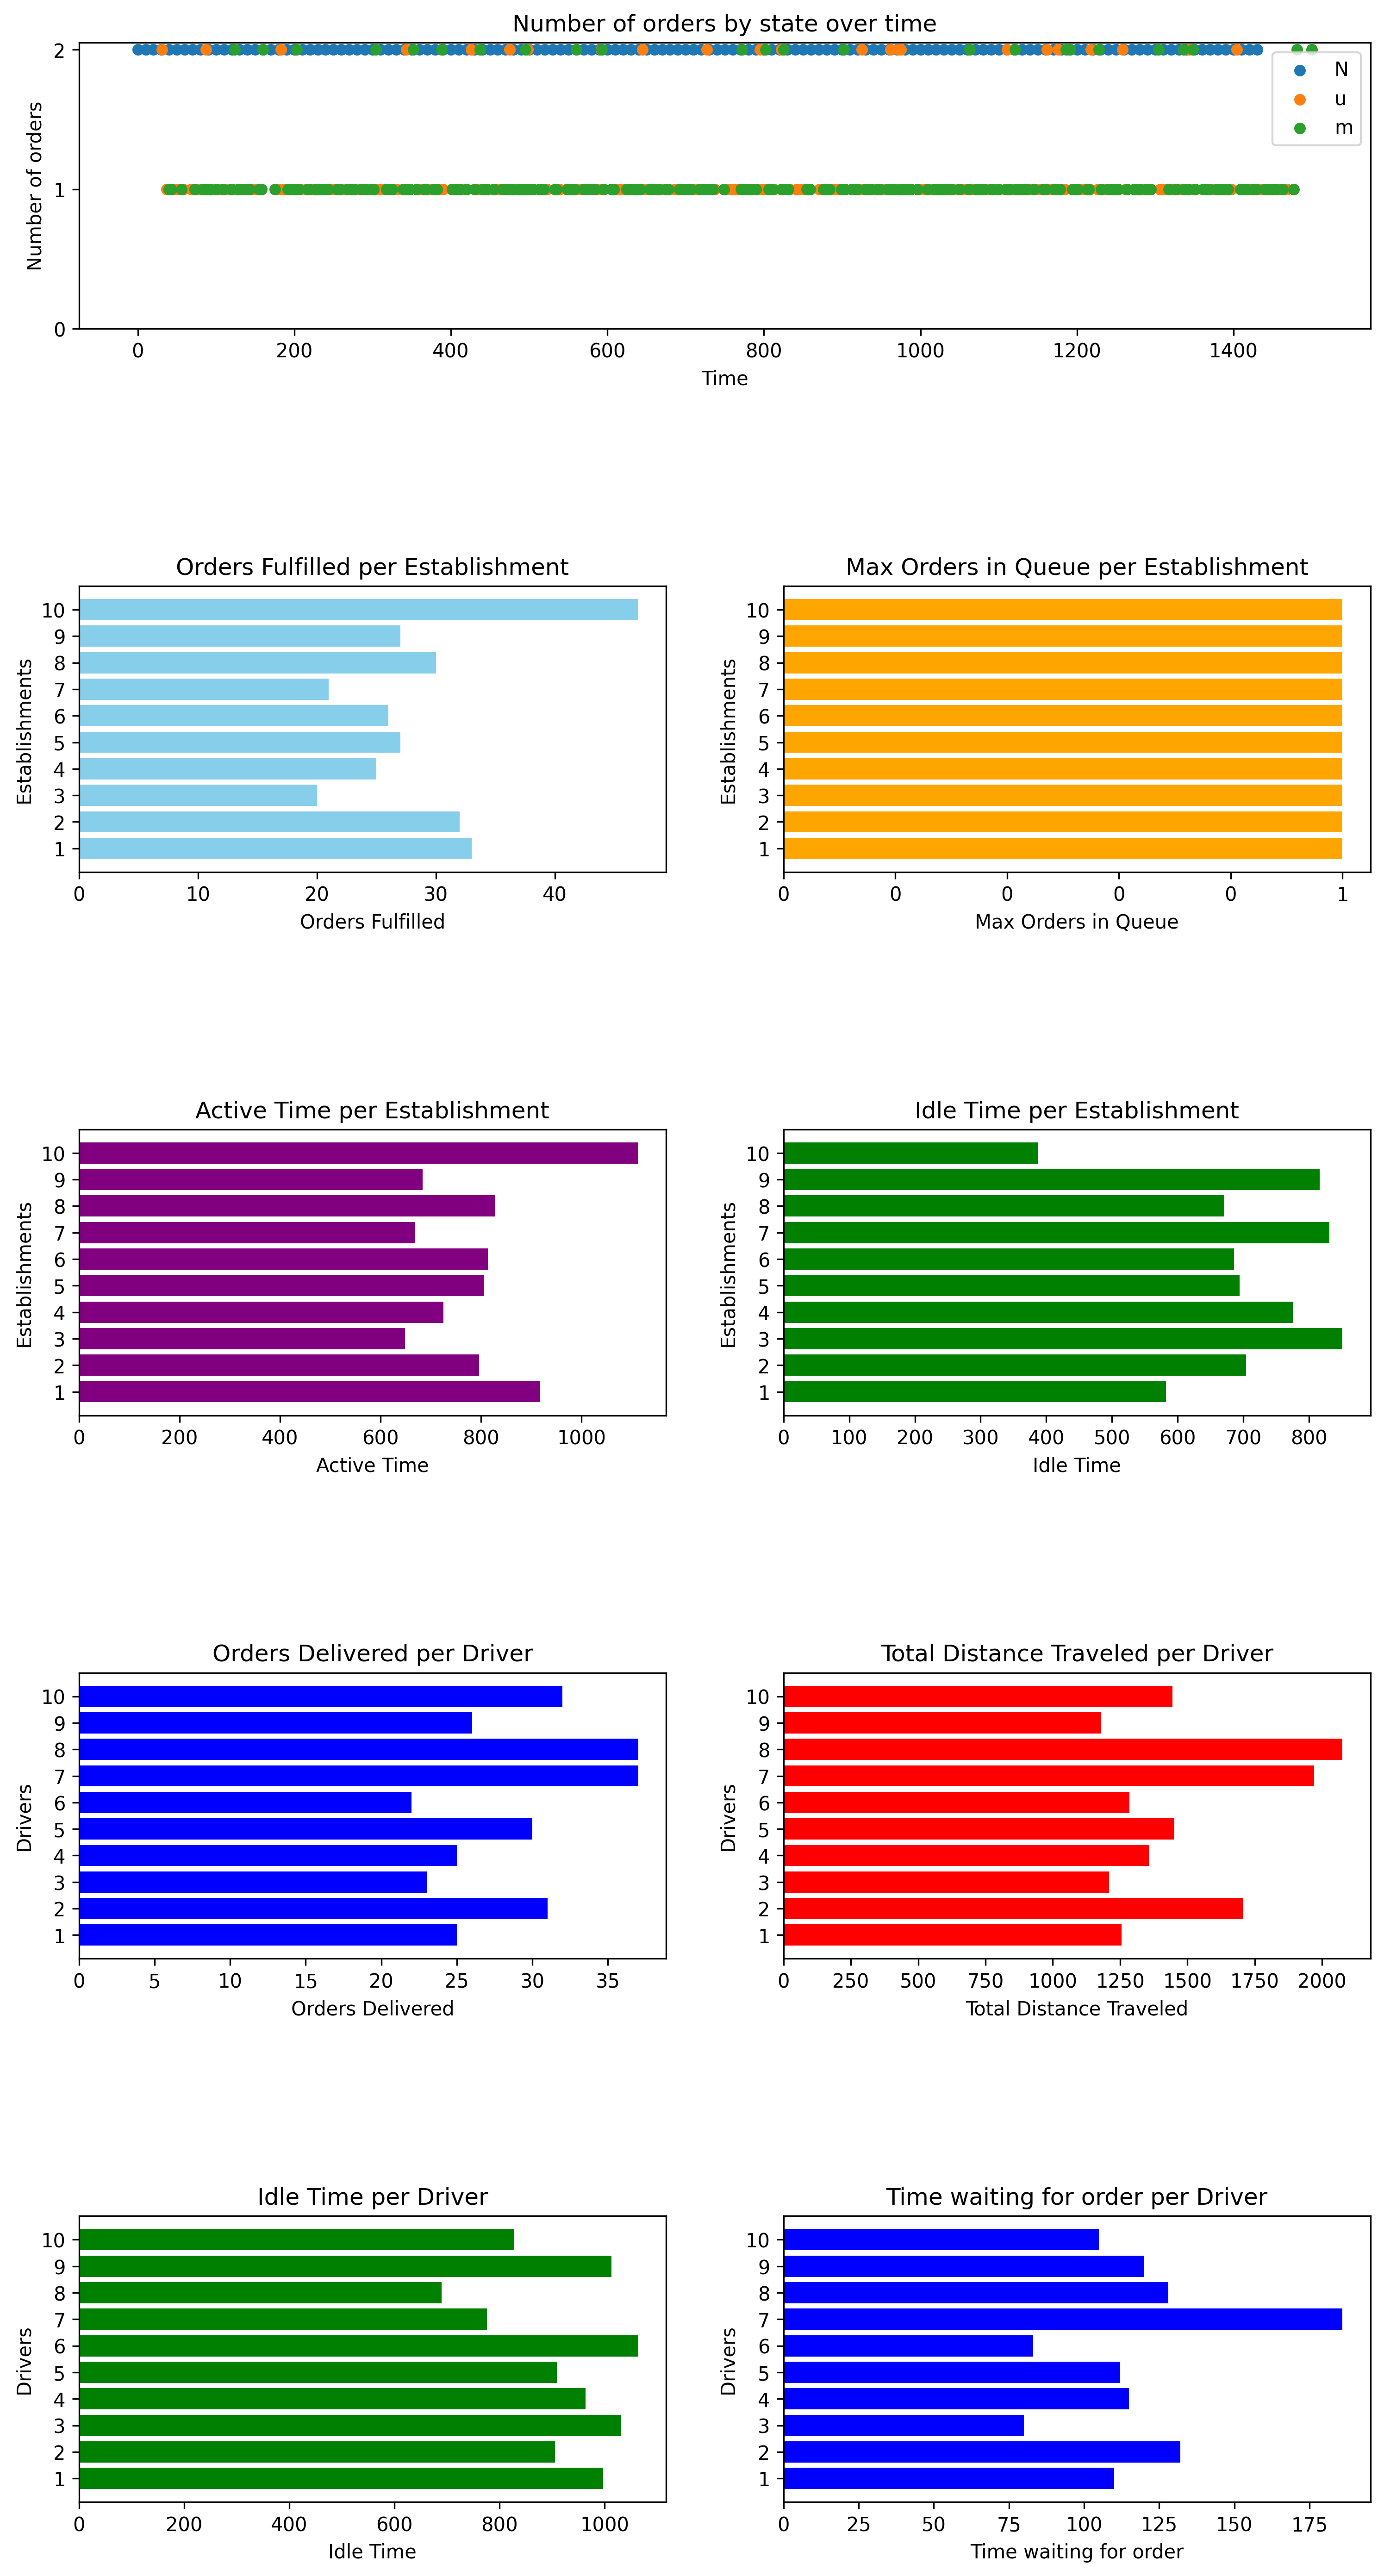 Number of orders by state over time
2
1
0
Number of orders
N
u
m
0 200 400 600 800 1000 1200 1400
Time
Orders Fulfilled per Establishment
10
9
8
7
6
5
4
3
2
1
Establishments
0 10 20 30 40
Orders Fulfilled
Max Orders in Queue per Establishment
10
9
8
7
6
5
4
3
2
1
Establishments
0 0 0 0 0 1
Max Orders in Queue
Active Time per Establishment
10
9
8
7
6
5
4
3
2
1
Establishments
0 200 400 600 800 1000
Active Time
Idle Time per Establishment
10
9
8
7
6
5
4
3
2
1
Establishments
0 100 200 300 400 500 600 700 800
Idle Time
Orders Delivered per Driver
10
9
8
7
6
5
4
3
2
1
Drivers
0 5 10 15 20 25 30 35
Orders Delivered
Total Distance Traveled per Driver
10
9
8
7
6
5
4
3
2
1
Drivers
0 250 500 750 1000 1250 1500 1750 2000
Total Distance Traveled
Idle Time per Driver
10
9
8
7
6
5
4
3
2
1
Drivers
0 200 400 600 800 1000
Idle Time
Time waiting for order per Driver
10
9
8
7
6
5
4
3
2
1
Drivers
0 25 50 75 100 125 150 175
Time waiting for order